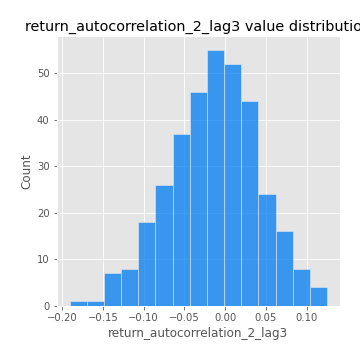 return_autocorrelation_2_lag3 value distributio
50
40
30
20
10
0
Count
−0.20 −0.15 −0.10 −0.05 0.00 0.05 0.10
return_autocorrelation_2_lag3